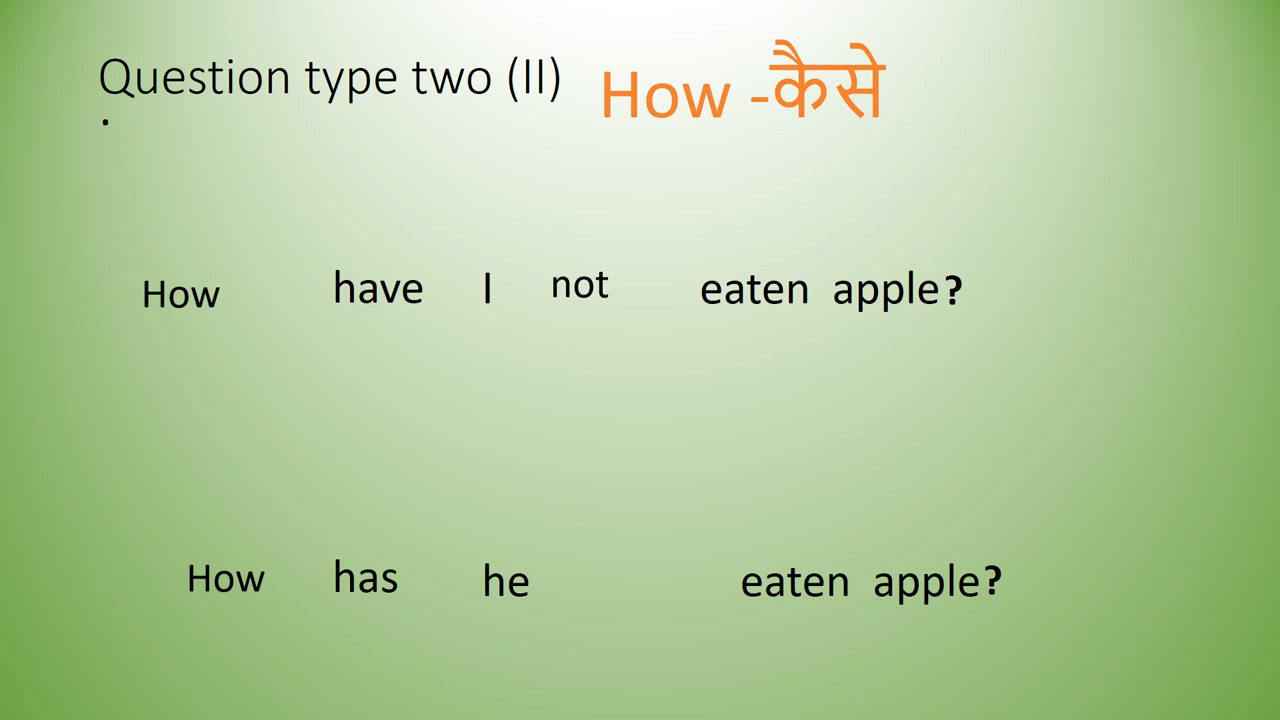 Question type two (II) How -कैसे
.
How have I not eaten apple?
How has he eaten apple?